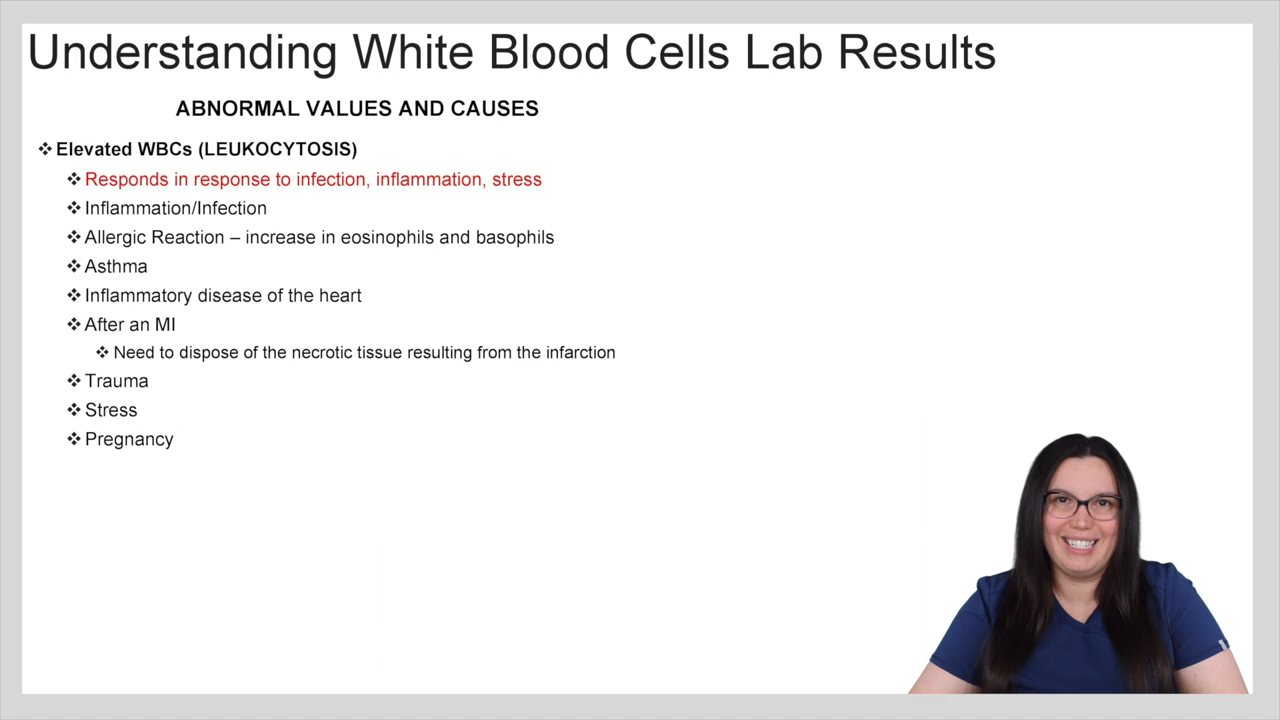 Understanding White Blood Cells Lab Results
ABNORMAL VALUES AND CAUSES
Elevated WBCs (LEUKOCYTOSIS)
Responds in response to infection, inflammation, stress
Inflammation/Infection
Allergic Reaction – increase in eosinophils and basophils
Asthma
Inflammatory disease of the heart
After an MI
Need to dispose of the necrotic tissue resulting from the infarction
Trauma
Stress
Pregnancy